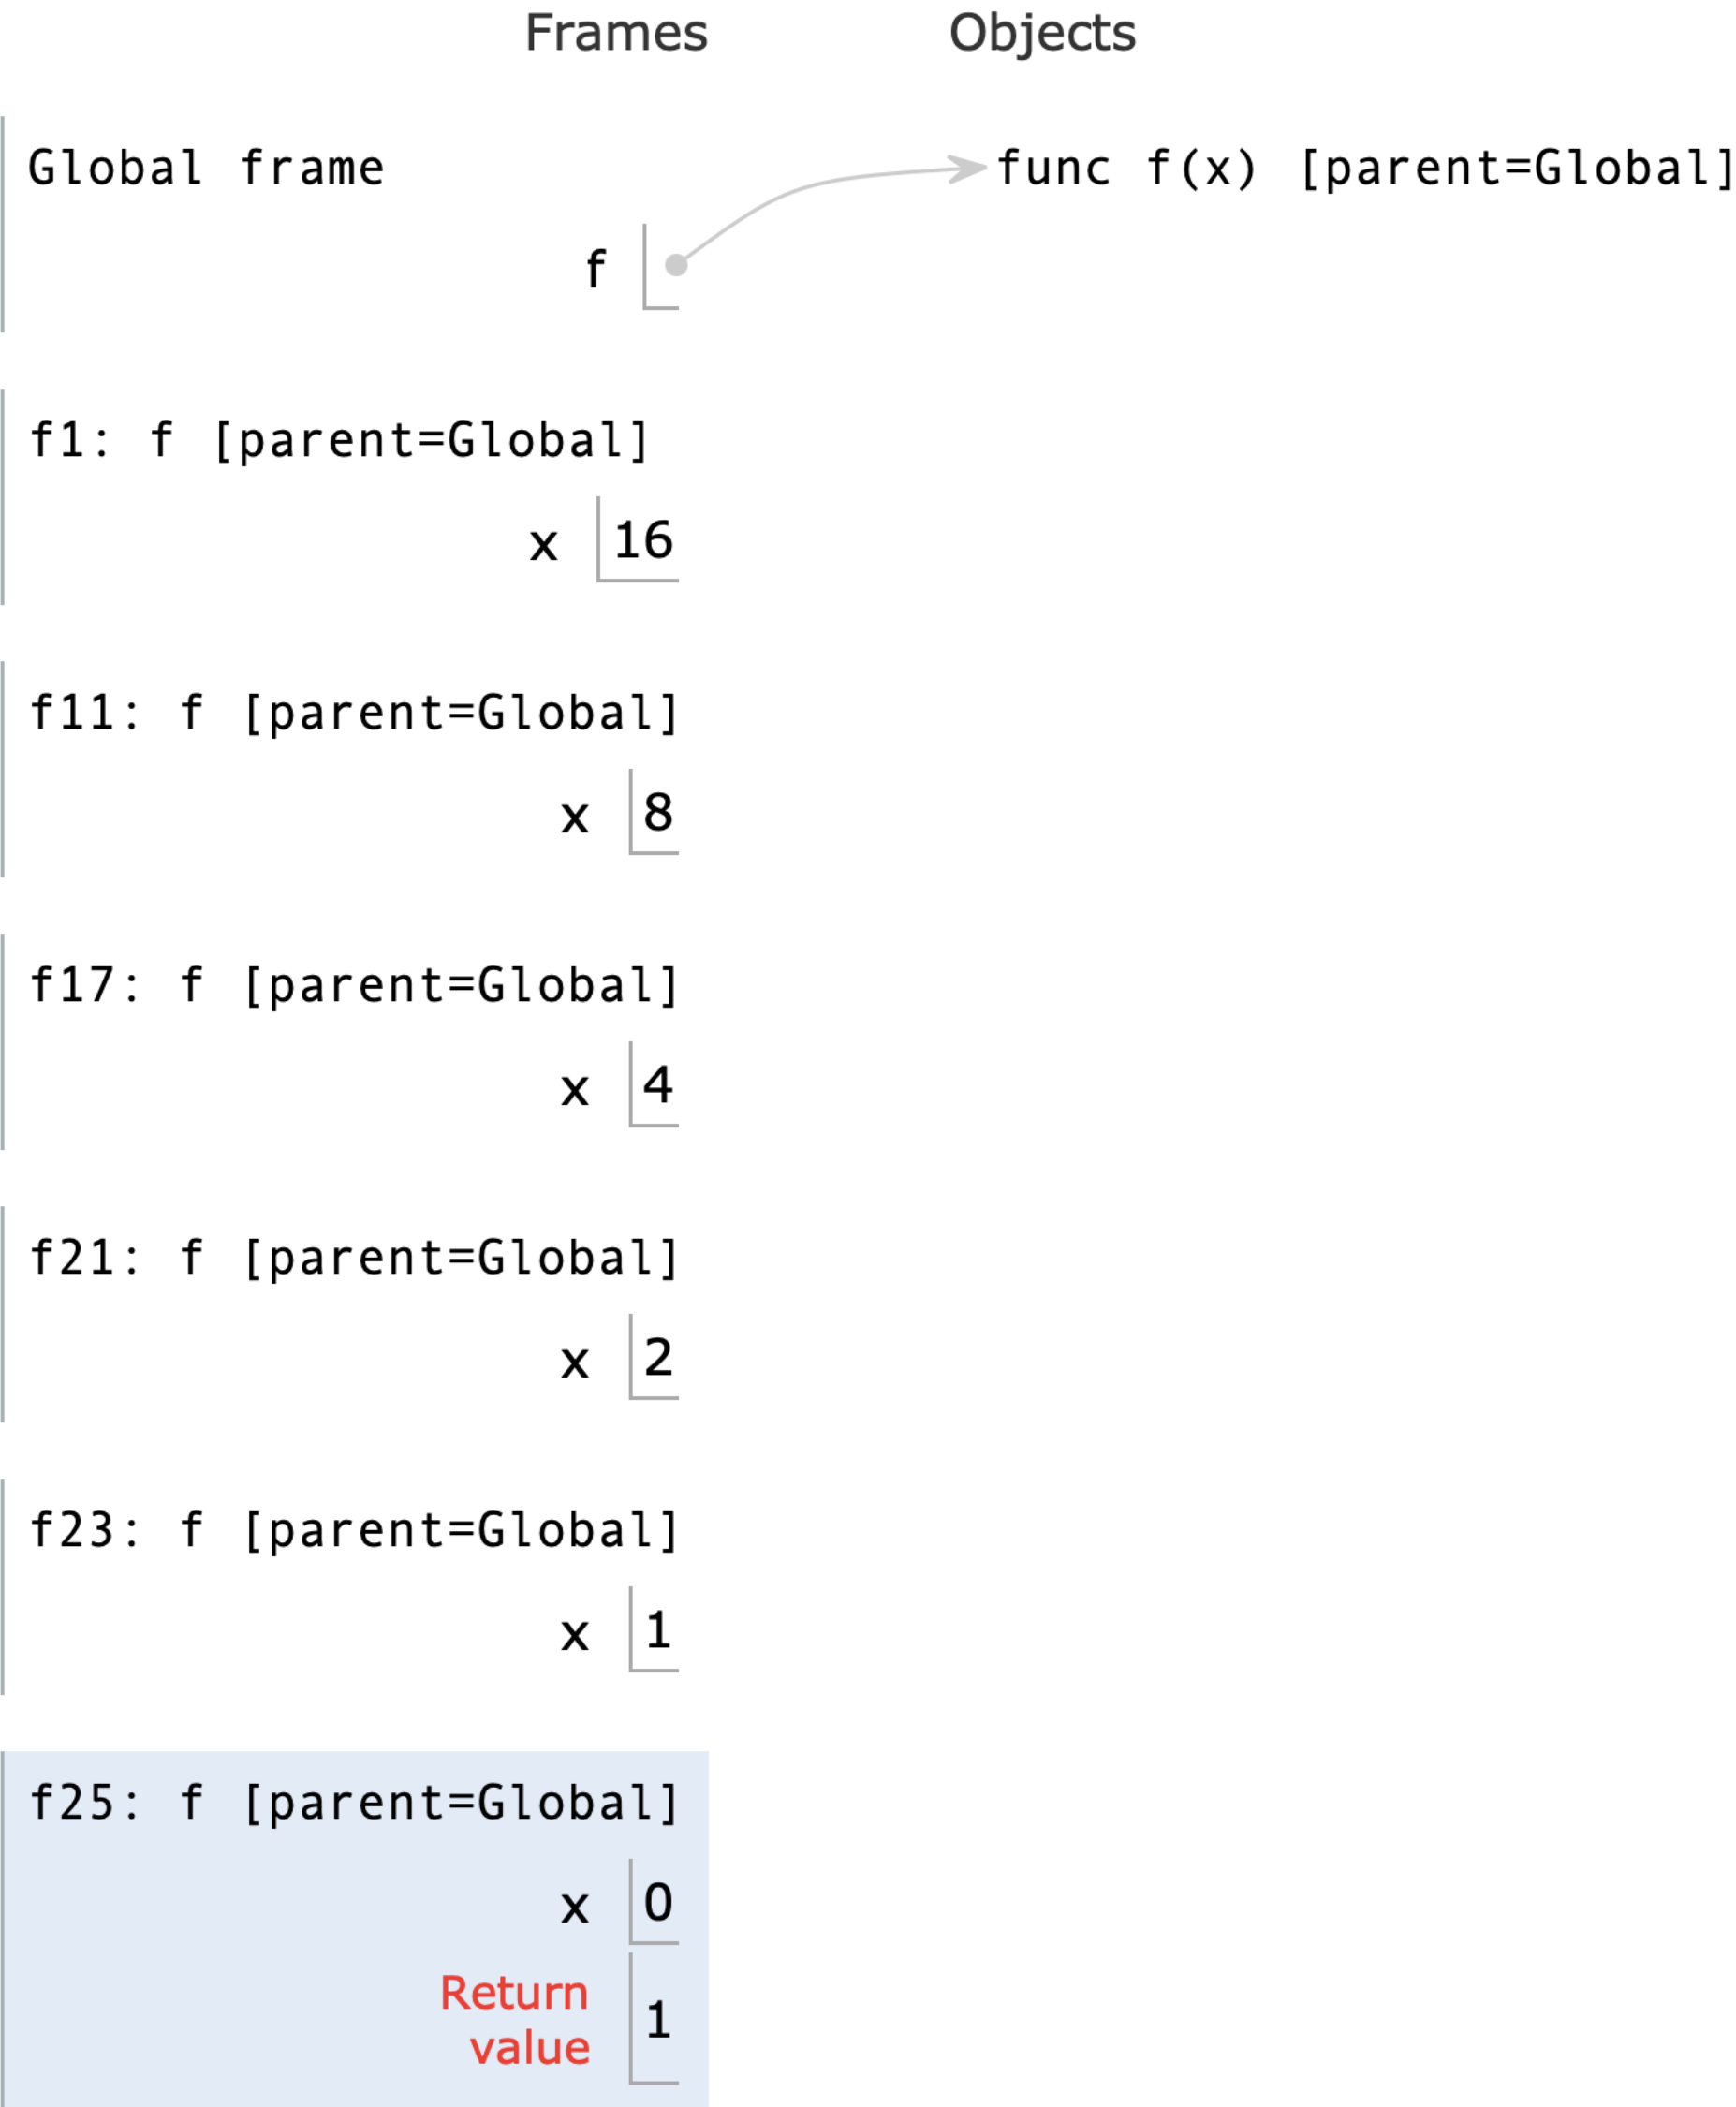 Frames Objects
Global frame func f(x) [parent=Global]
f
f1: f [parent=Global]
x 16
f11: f [parent=Global]
x 8
f17: f [parent=Global]
x 4
f21: f [parent=Global]
x 2
f23: f [parent=Global]
x 1
f25: f [parent=Global]
x 0
Return
value 1